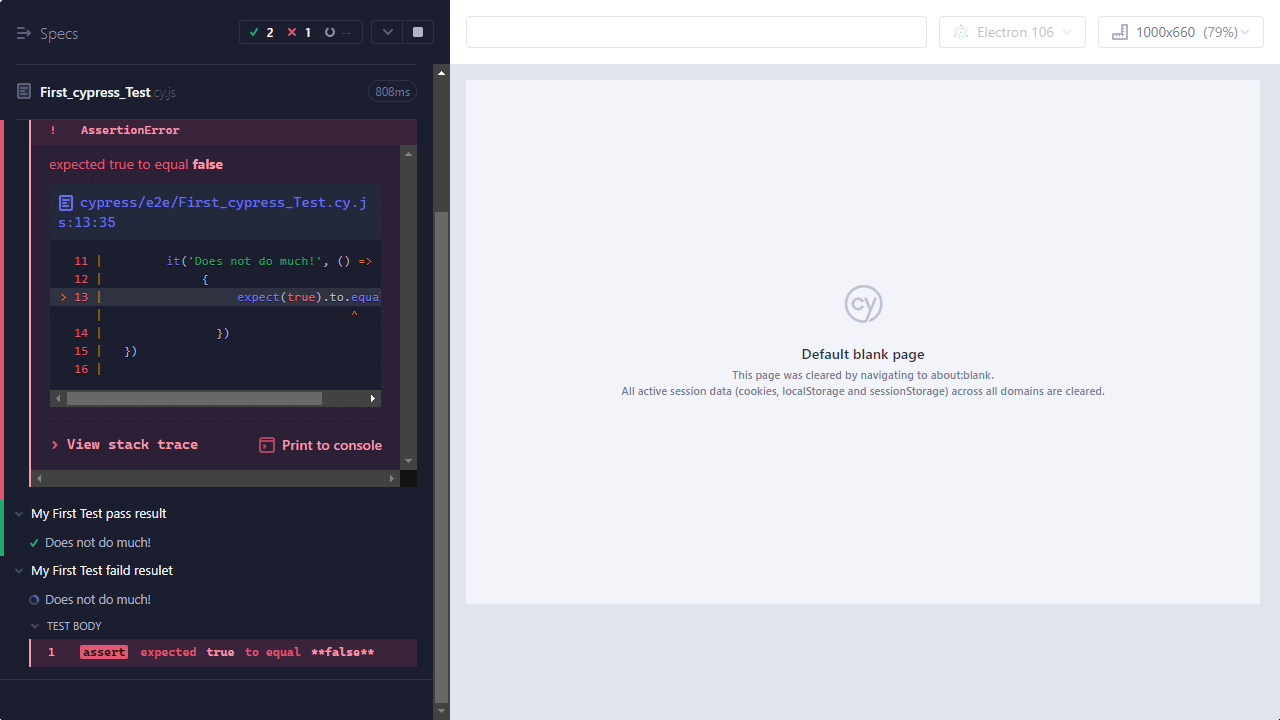 Specs
2
1
--
Electron 106
1000x660 (79%)
First_cypress_Test.cy.js
808ms
! AssertionError
expected true to equal false
cypress/e2e/First_cypress_Test.cy.j
s:13:35
11 | it('Does not do much!', () =>
12 | {
> 13 | expect(true).to.equa
| ^
14 | })
15 | })
16 |
> View stack trace
Print to console
My First Test pass result
Does not do much!
My First Test faild resulet
Does not do much!
TEST BODY
1 assert expected true to equal **false**
cy
Default blank page
This page was cleared by navigating to about:blank.
All active session data (cookies, localStorage and sessionStorage) across all domains are cleared.